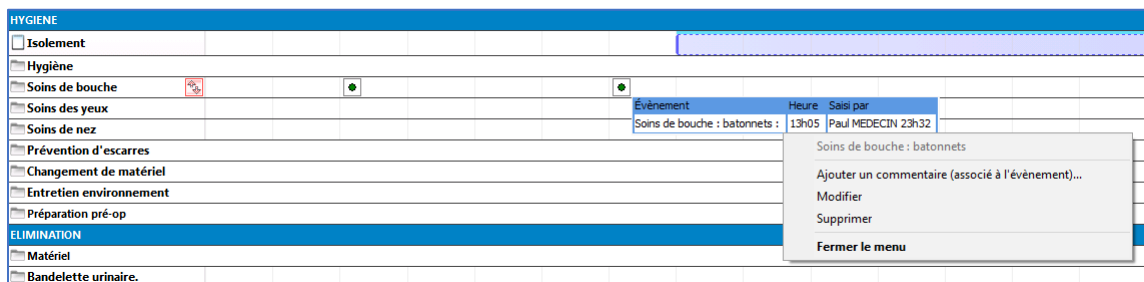 HYGIENE
Isolement
Hygiène
Soins de bouche
Soins des yeux
Évènement Heure Saisi par
Soins de nez
Soins de bouche : batonnets : 13h05 Paul MEDECIN 23h32
Prévention d'escarres
Soins de bouche : batonnets
Changement de matériel
Ajouter un commentaire (associé à l'évènement)...
Entretien environnement
Modifier
Préparation pré-op
Supprimer
ELIMINATION
Fermer le menu
Matériel
Bandelette urinaire.